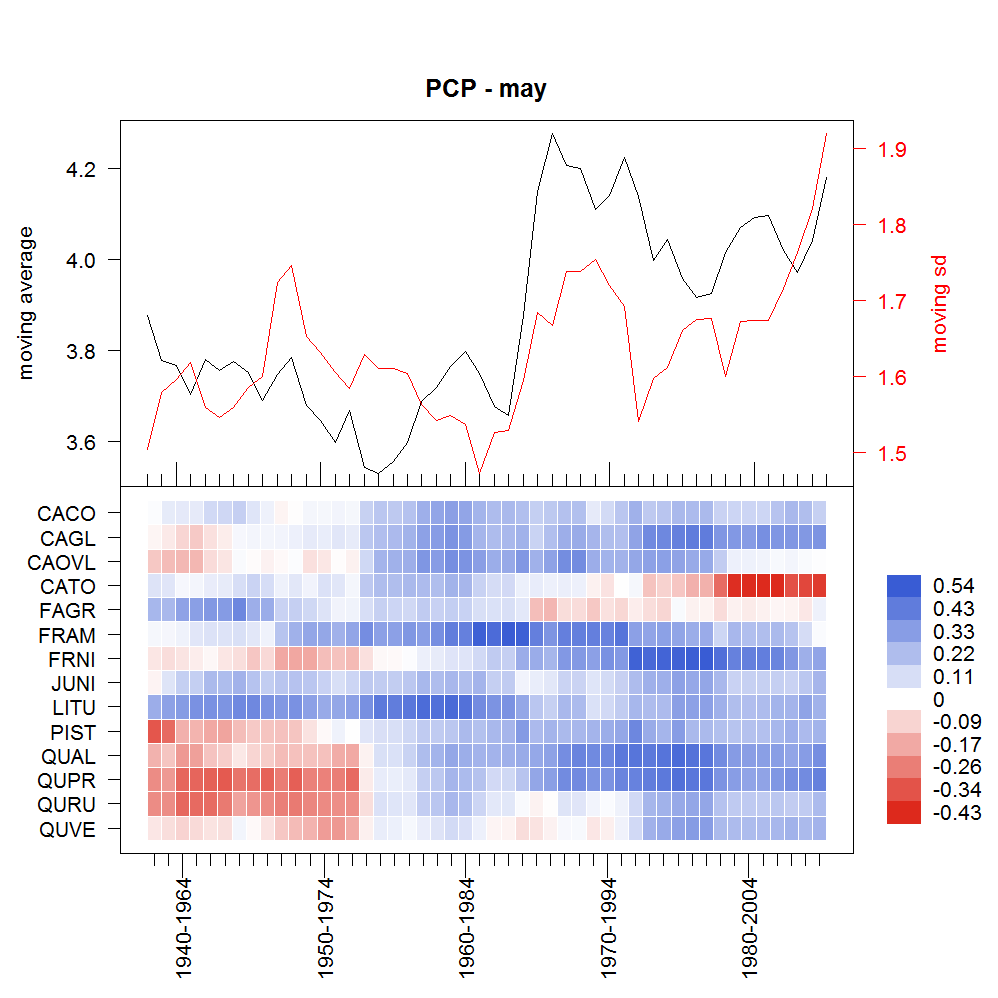 PCP - may
moving average
4.2
4.0
3.8
3.6
1.9
1.8
1.7
1.6
1.5
moving sd
CACO
CAGL
CAOVL
CATO
FAGR
FRAM
FRNI
JUNI
LITU
PIST
QUAL
QUPR
QURU
QUVE
0.54
0.43
0.33
0.22
0.11
0
-0.09
-0.17
-0.26
-0.34
-0.43
1940-1964
1950-1974
1960-1984
1970-1994
1980-2004